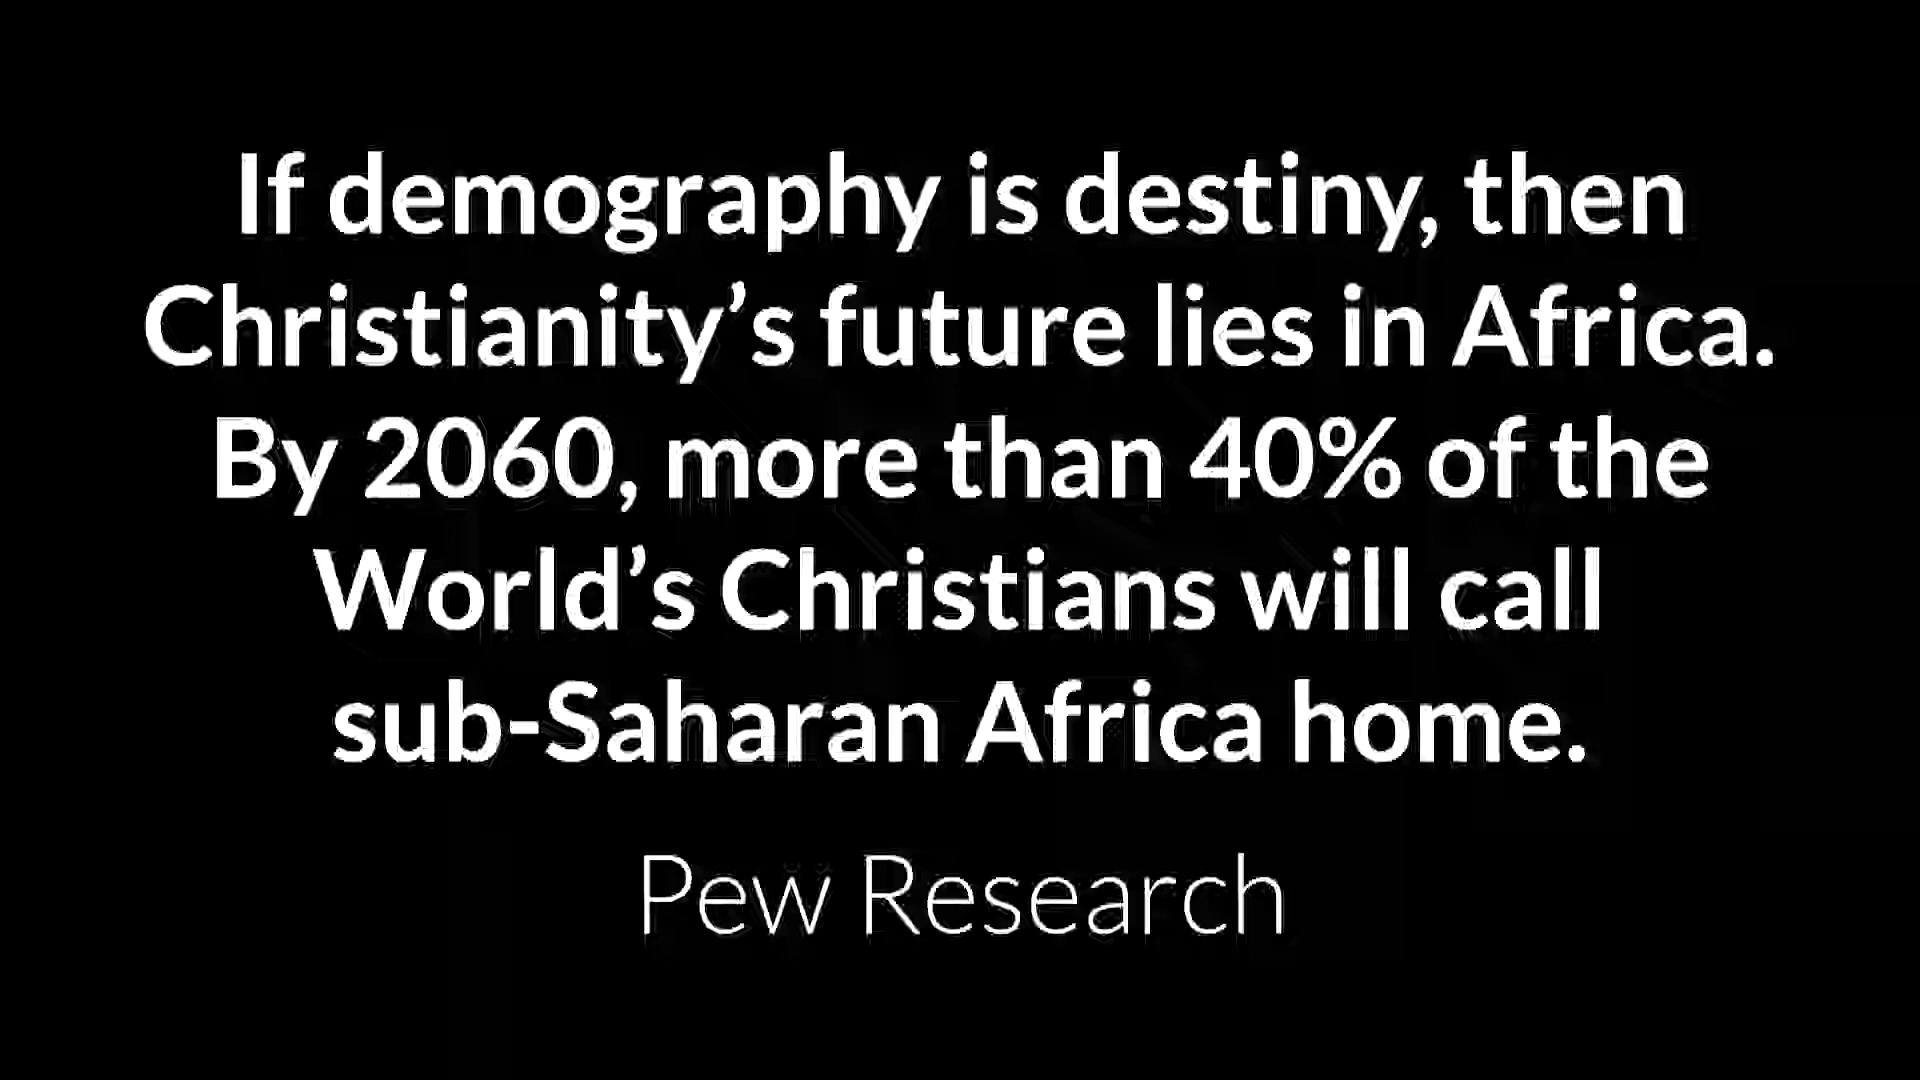 If demography is destiny, then
Christianity’s future lies in Africa.
By 2060, more than 40% of the
World’s Christians will call
sub-Saharan Africa home.
Pew Research